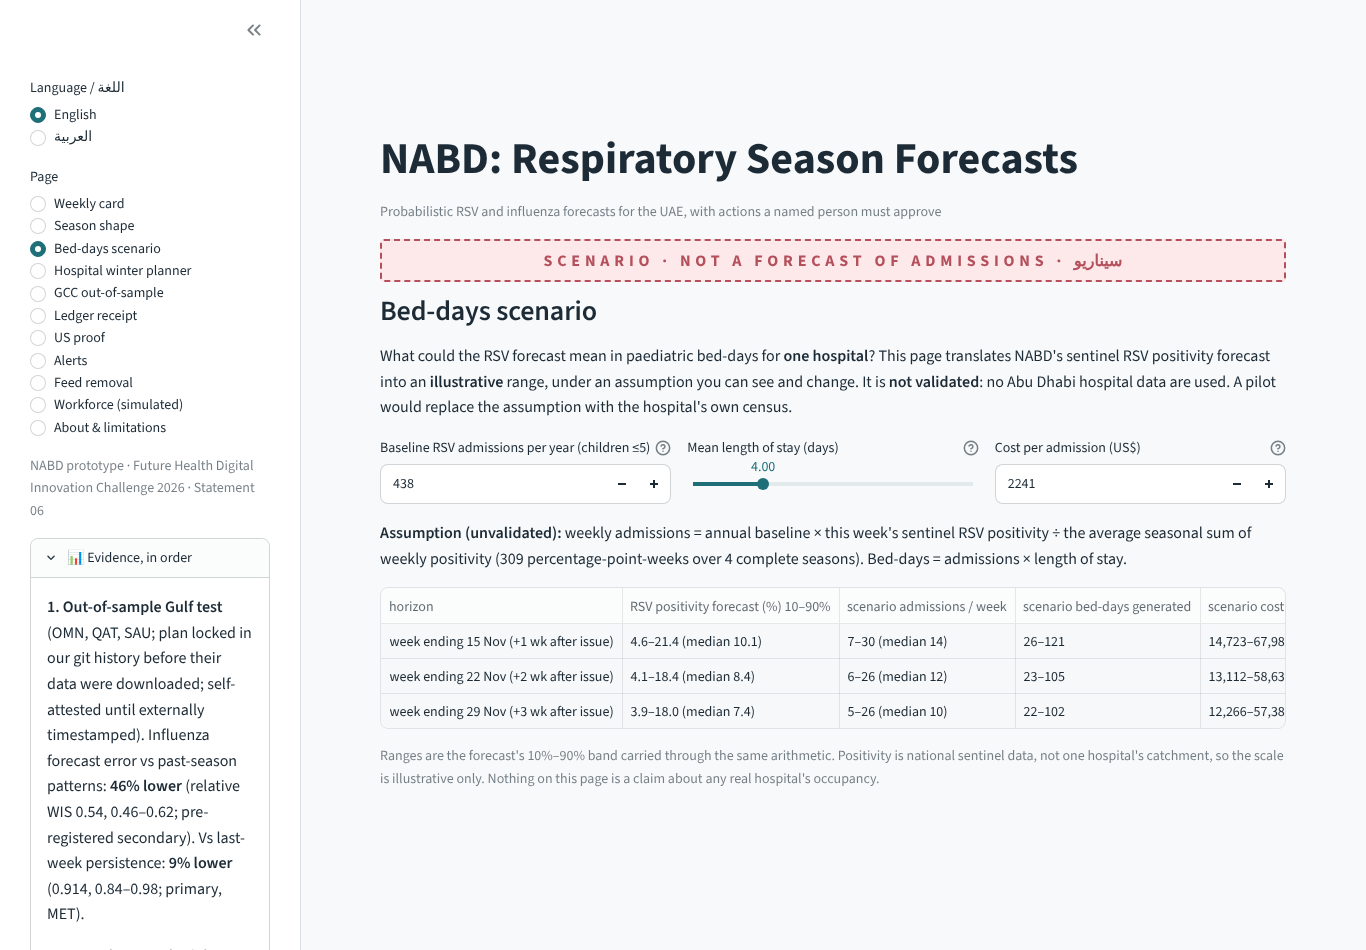 Language / اللغة
English
العربية
Page
Weekly card
Season shape
Bed-days scenario
Hospital winter planner
GCC out-of-sample
Ledger receipt
US proof
Alerts
Feed removal
Workforce (simulated)
About & limitations
NABD prototype · Future Health Digital
Innovation Challenge 2026 · Statement
06
📊 Evidence, in order
1. Out-of-sample Gulf test
(OMN, QAT, SAU; plan locked in
our git history before their
data were downloaded; self-
attested until externally
timestamped). Influenza
forecast error vs past-season
patterns: 46% lower (relative
WIS 0.54, 0.46–0.62; pre-
registered secondary). Vs last-
week persistence: 9% lower
(0.914, 0.84–0.98; primary,
MET).
NABD: Respiratory Season Forecasts
Probabilistic RSV and influenza forecasts for the UAE, with actions a named person must approve
SCENARIO · NOT A FORECAST OF ADMISSIONS · سيناريو
Bed-days scenario
What could the RSV forecast mean in paediatric bed-days for one hospital? This page translates NABD's sentinel RSV positivity forecast
into an illustrative range, under an assumption you can see and change. It is not validated: no Abu Dhabi hospital data are used. A pilot
would replace the assumption with the hospital's own census.
Baseline RSV admissions per year (children ≤5)
438
Mean length of stay (days)
4.00
Cost per admission (US$)
2241
Assumption (unvalidated): weekly admissions = annual baseline × this week's sentinel RSV positivity ÷ the average seasonal sum of
weekly positivity (309 percentage-point-weeks over 4 complete seasons). Bed-days = admissions × length of stay.
horizon RSV positivity forecast (%) 10–90% scenario admissions / week scenario bed-days generated scenario cost
week ending 15 Nov (+1 wk after issue) 4.6–21.4 (median 10.1) 7–30 (median 14) 26–121 14,723–67,98
week ending 22 Nov (+2 wk after issue) 4.1–18.4 (median 8.4) 6–26 (median 12) 23–105 13,112–58,63
week ending 29 Nov (+3 wk after issue) 3.9–18.0 (median 7.4) 5–26 (median 10) 22–102 12,266–57,38
Ranges are the forecast's 10%–90% band carried through the same arithmetic. Positivity is national sentinel data, not one hospital's catchment, so the scale
is illustrative only. Nothing on this page is a claim about any real hospital's occupancy.